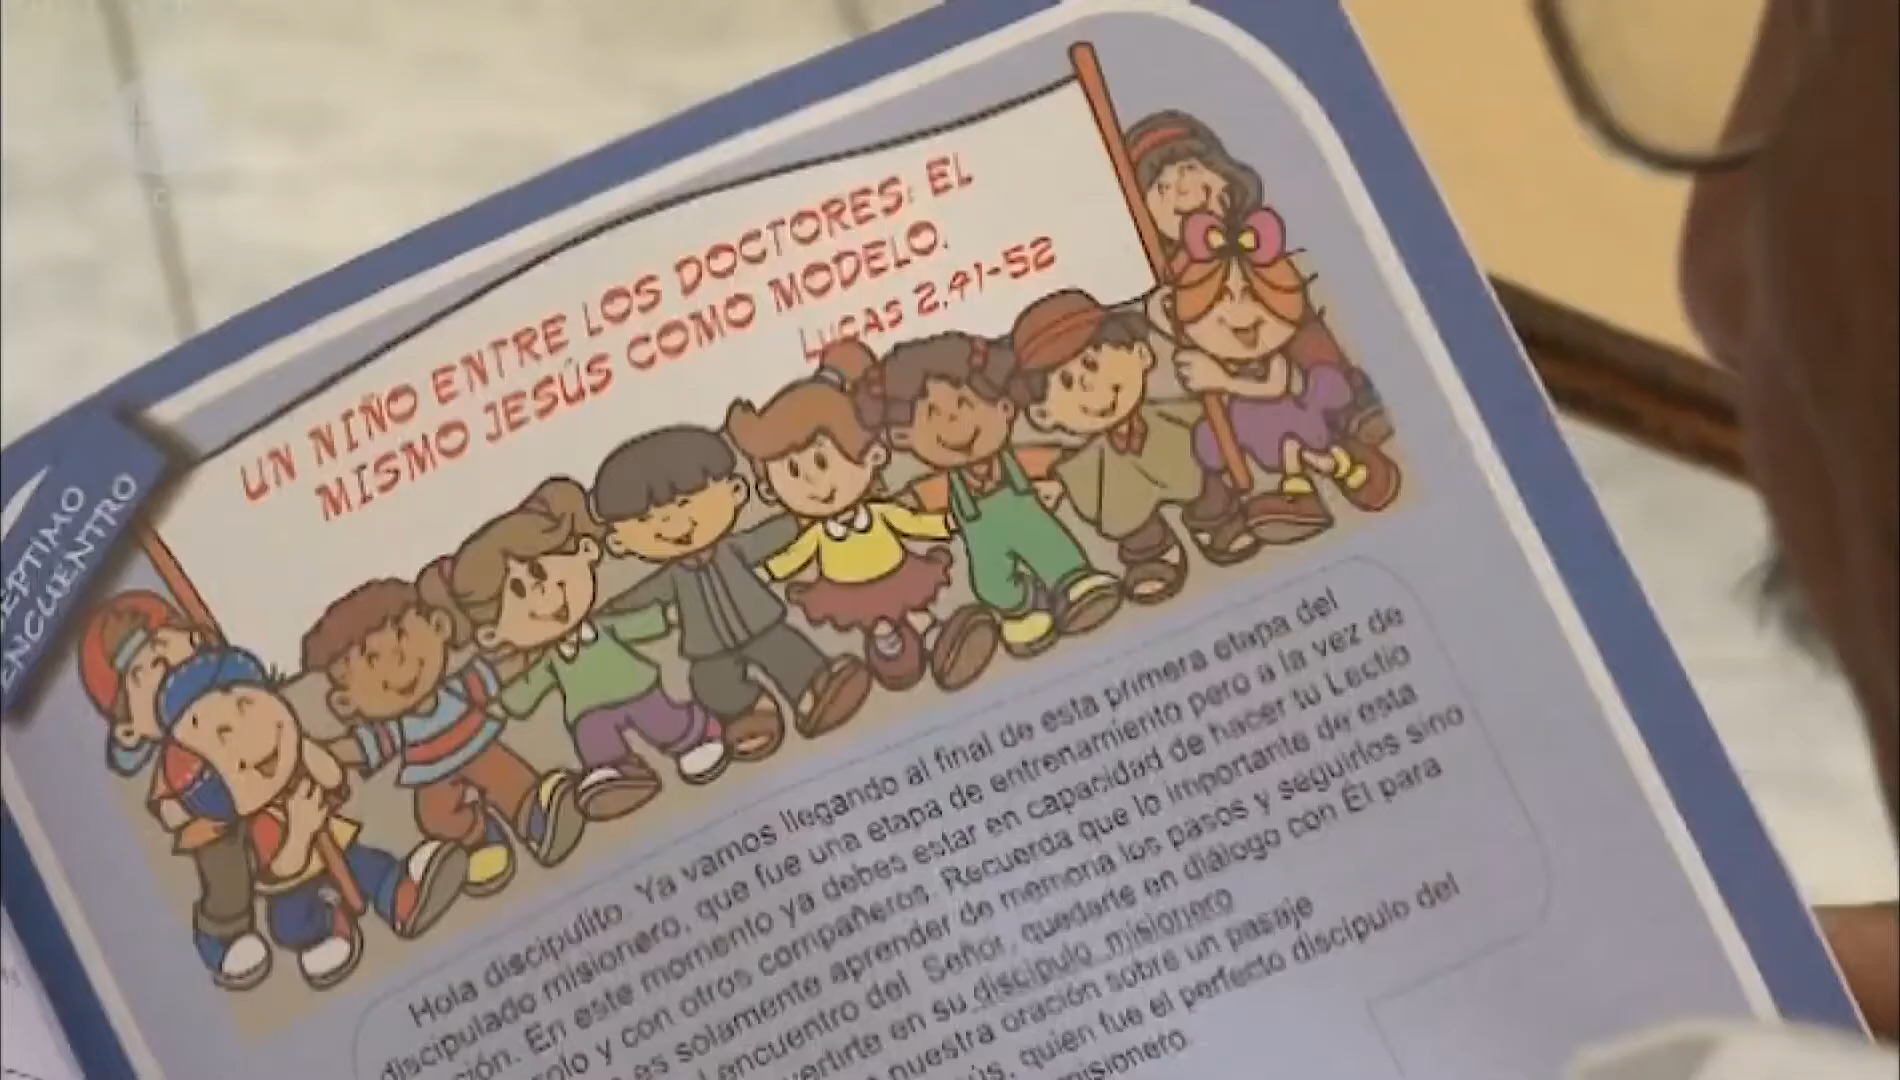 UN NIÑO ENTRE LOS DOCTORES: EL
MISMO JESÚS COMO MODELO.
LUCAS 2,41-52
ENCUENTRO
Hola discipulito. Ya vamos llegando al final de esta primera etapa del
discipulado misionero, que fue una etapa de entrenamiento pero a la vez de
En este momento ya debes estar en capacidad de hacer tu Lectio
y con otros compañeros. Recuerda que lo importante de esta
es solamente aprender de memoria los pasos y seguirlos sino
encuentro del Señor, quedarte en diálogo con Él para
en su discípulo misionero
nuestra oración sobre un pasaje
quien fue el perfecto discípulo del